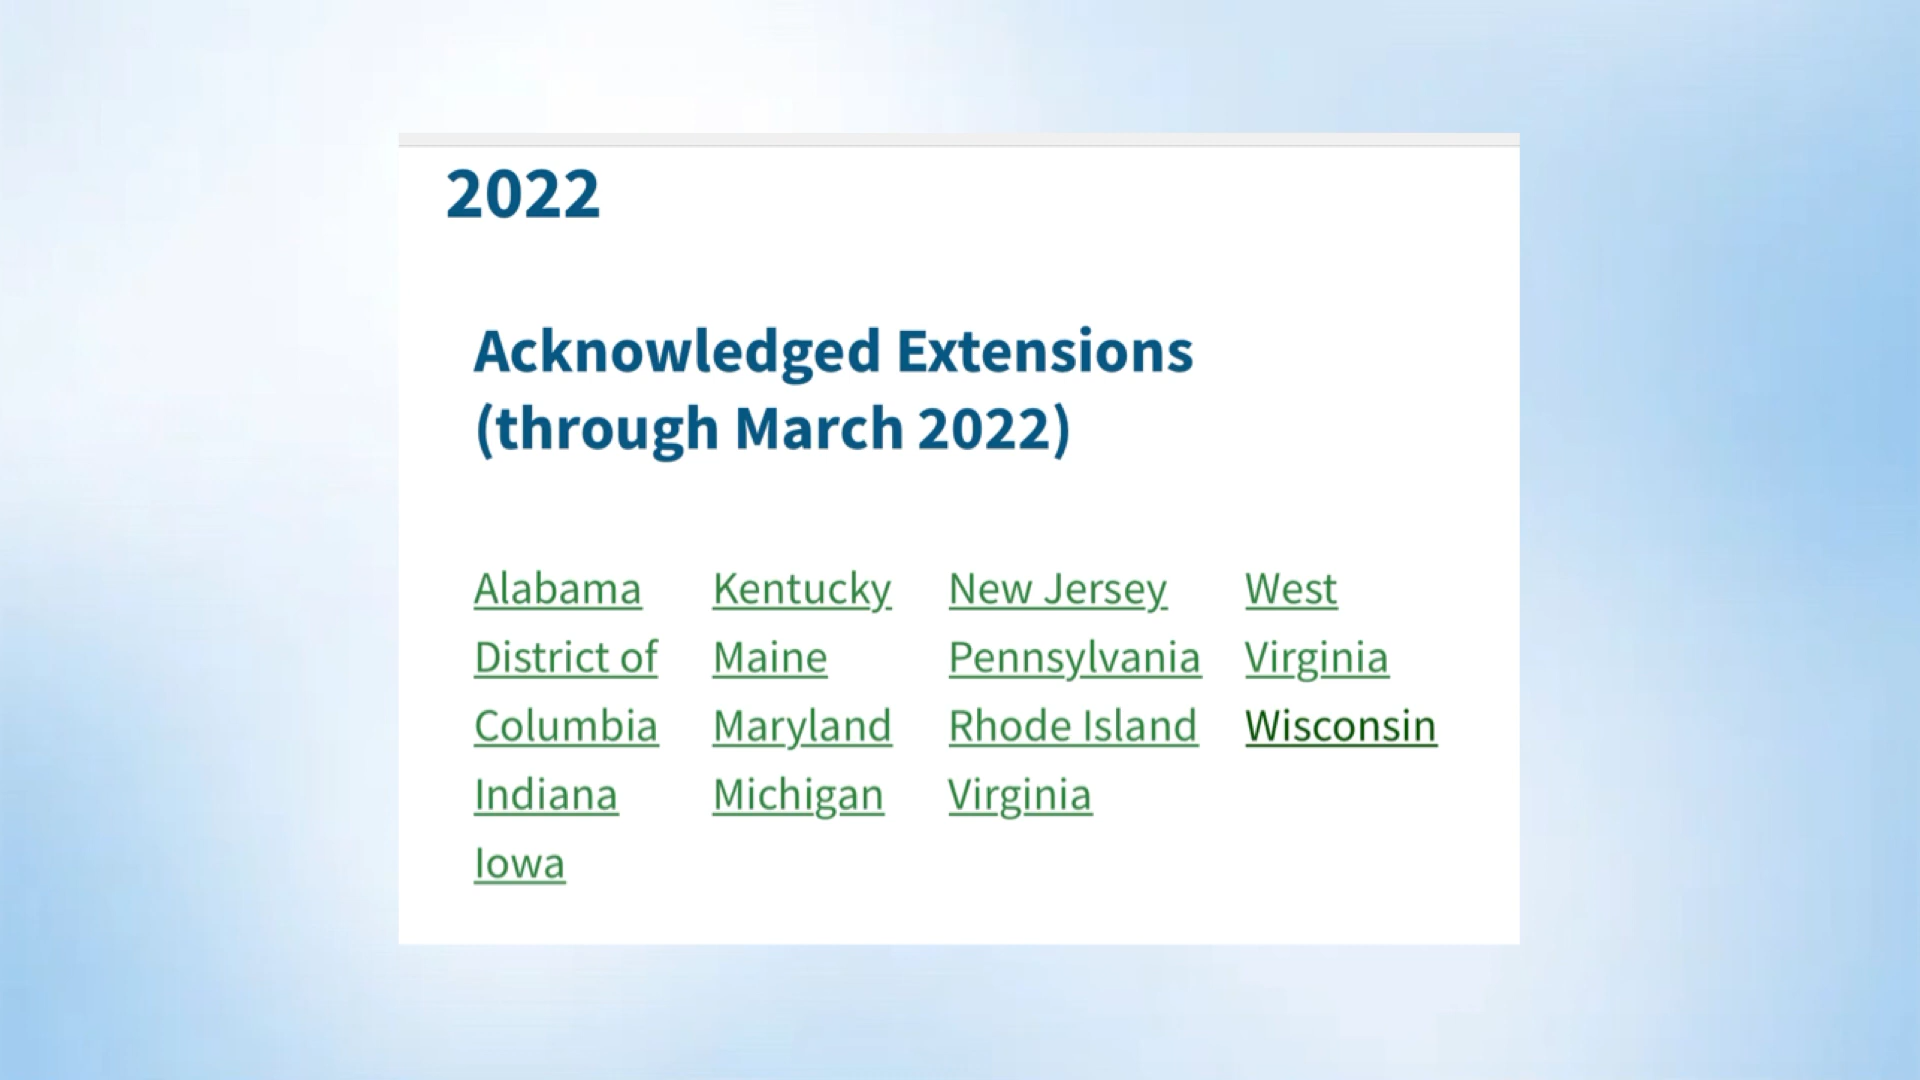 2022
Acknowledged Extensions
(through March 2022)
Alabama
District of
Columbia
Indiana
Iowa
Kentucky
Maine
Maryland
Michigan
New Jersey
Pennsylvania
Rhode Island
Virginia
West
Virginia
Wisconsin